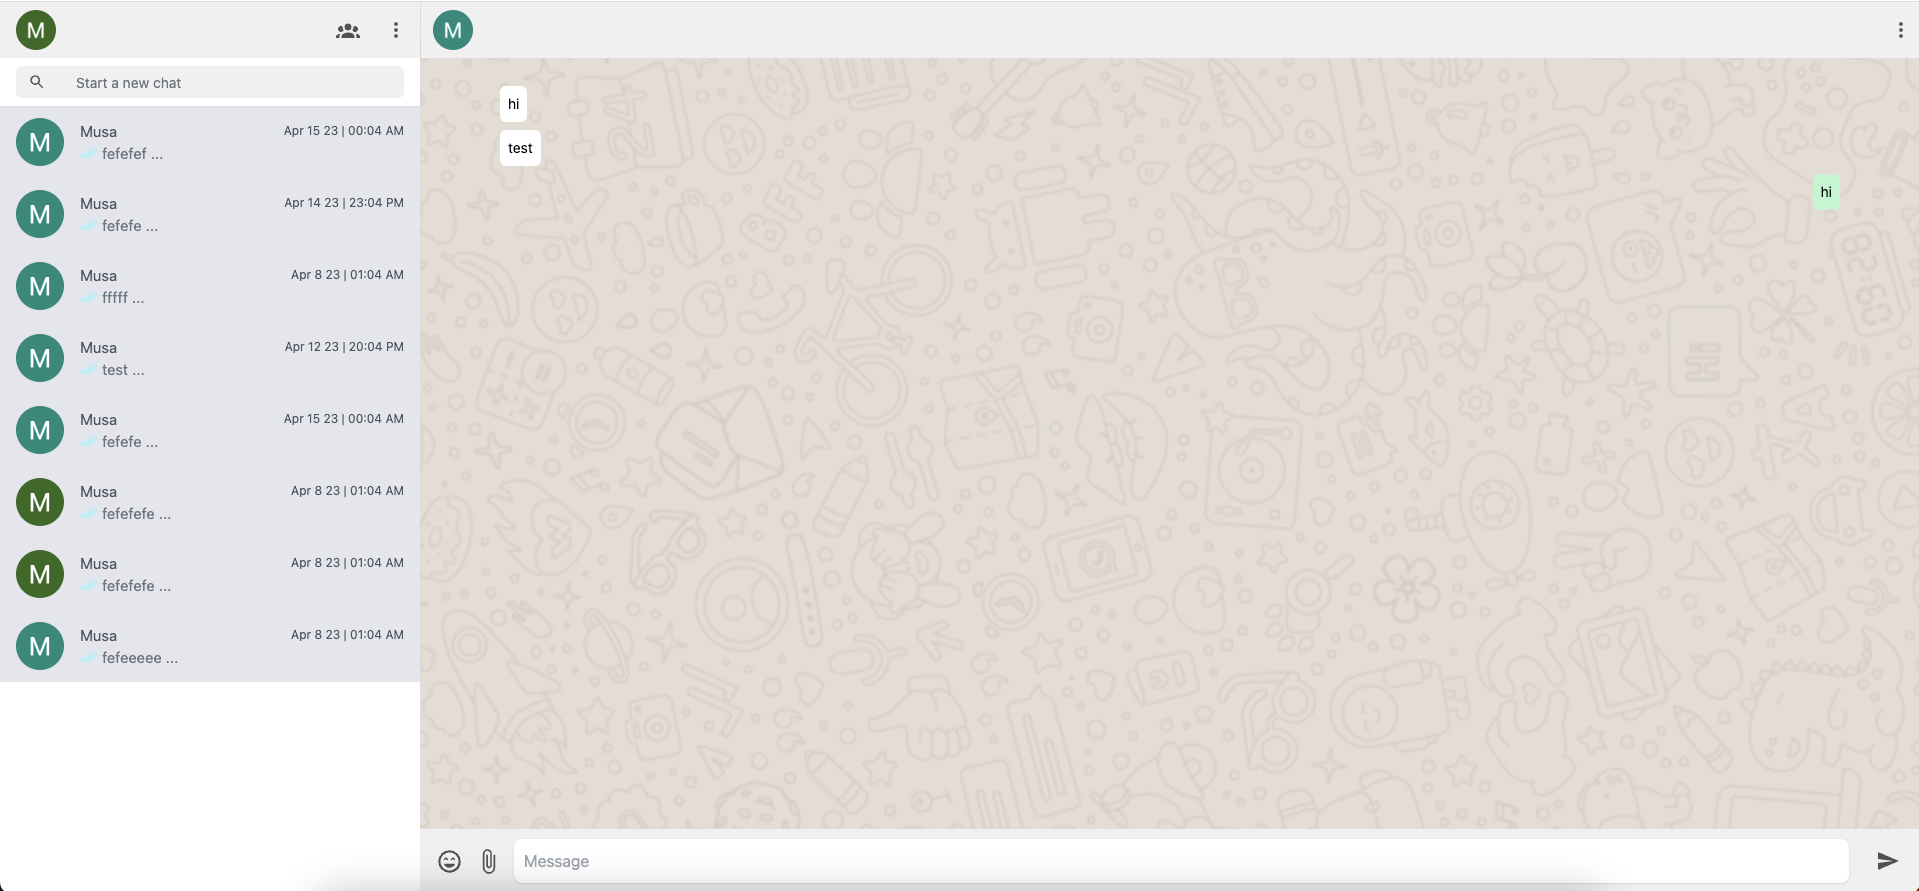 M
Start a new chat
M
Musa
Apr 15 23 | 00:04 AM
fefefef ...
M
Musa
Apr 14 23 | 23:04 PM
fefefe ...
M
Musa
Apr 8 23 | 01:04 AM
fffff ...
M
Musa
Apr 12 23 | 20:04 PM
test ...
M
Musa
Apr 15 23 | 00:04 AM
fefefe ...
M
Musa
Apr 8 23 | 01:04 AM
fefefefe ...
M
Musa
Apr 8 23 | 01:04 AM
fefefefe ...
M
Musa
Apr 8 23 | 01:04 AM
fefeeeee ...
M
hi
test
hi
Message